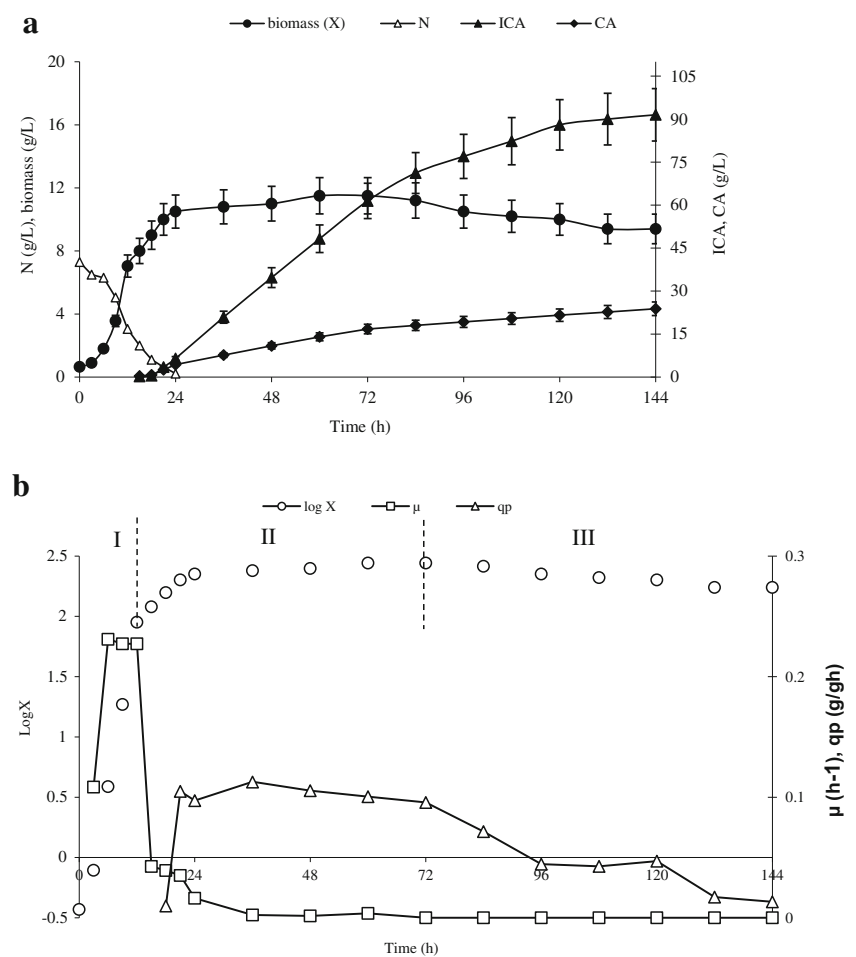 a
biomass (X) N ICA CA
20
16
12
8
4
0
N (g/L), biomass (g/L)
105
90
75
60
45
30
15
0
ICA, CA (g/L)
0 24 48 72 96 120 144
Time (h)
b
log X µ qp
I II III
2.5
2
1.5
1
0.5
0
-0.5
LogX
0.3
0.2
0.1
0
µ (h-1), qp (g/gh)
0 24 48 72 96 120 144
Time (h)